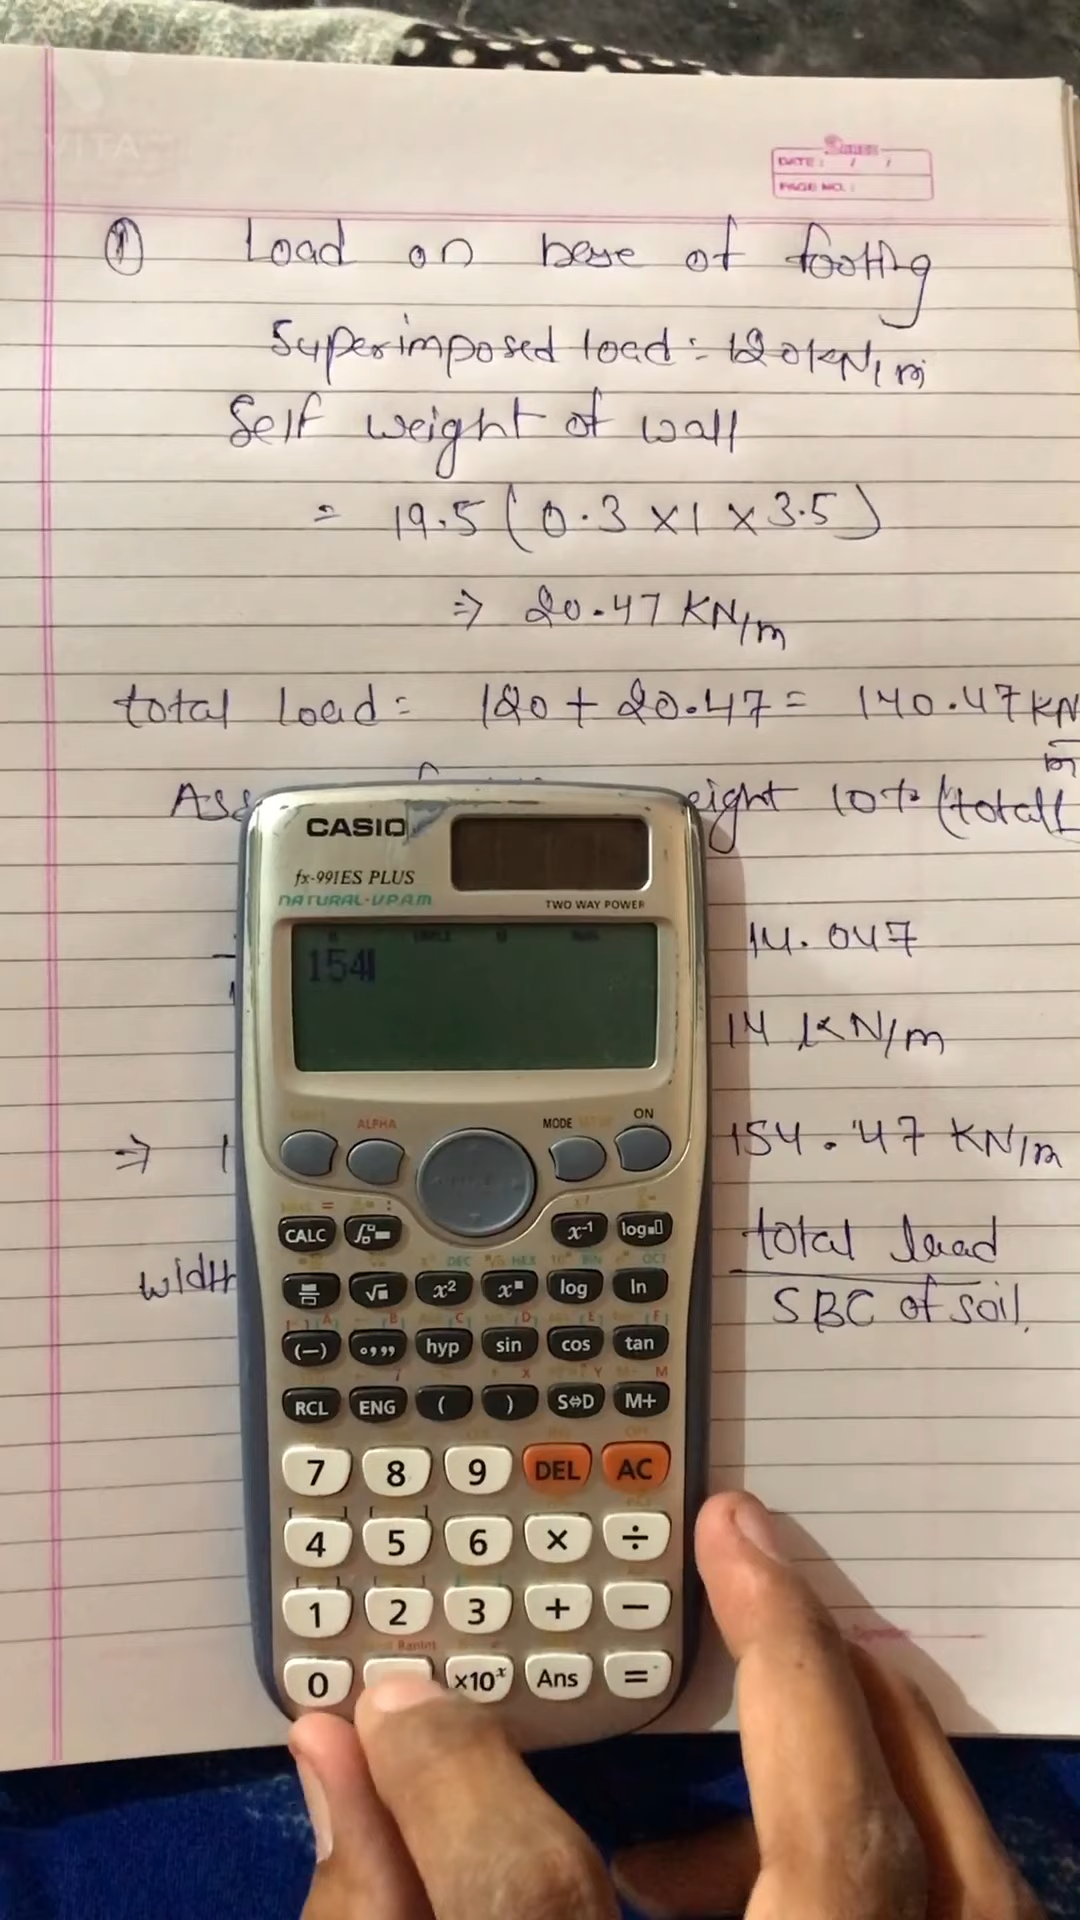 VITA
Sunrise
DATE : / /
PAGE NO. :
① Load on base of footing
Superimposed load = 120 KN/m
Self weight of wall
= 19.5 ( 0.3 × 1 × 3.5 )
⇒ 20.47 KN/m
total load = 120 + 20.47 = 140.47 KN/m
eight 10% (total
14.047
14 KN/m
⇒ 154.47 KN/m
width total load
SBC of soil.
CASIO
fx-991ES PLUS
NATURAL-V.P.A.M.
TWO WAY POWER
154
ALPHA MODE ON
CALC x⁻¹ log
√ x² log ln
(−) hyp sin cos tan
RCL ENG ( ) S⇔D M+
7 8 9 DEL AC
4 5 6 × ÷
1 2 3 + −
0 ×10ˣ Ans =